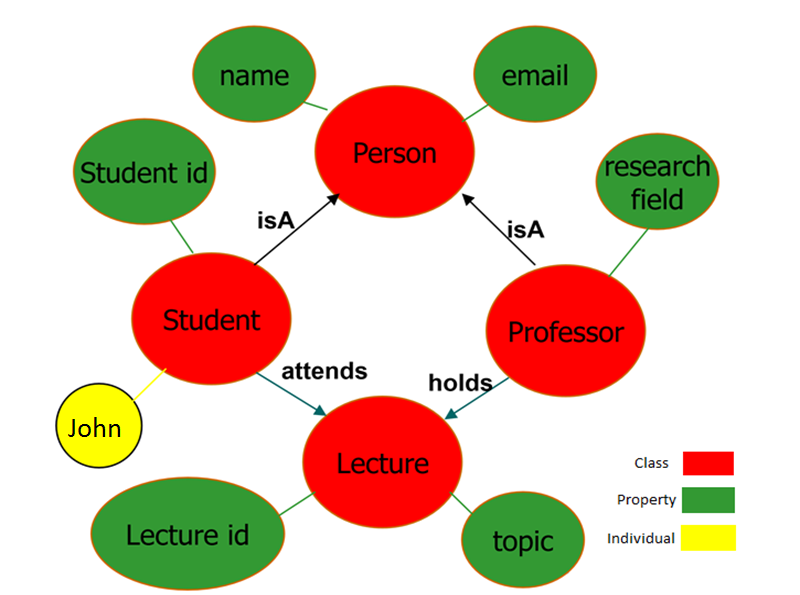 name
email
Person
Student id
research
field
isA
isA
Student
Professor
attends
holds
John
Lecture
Class
Property
Individual
Lecture id
topic